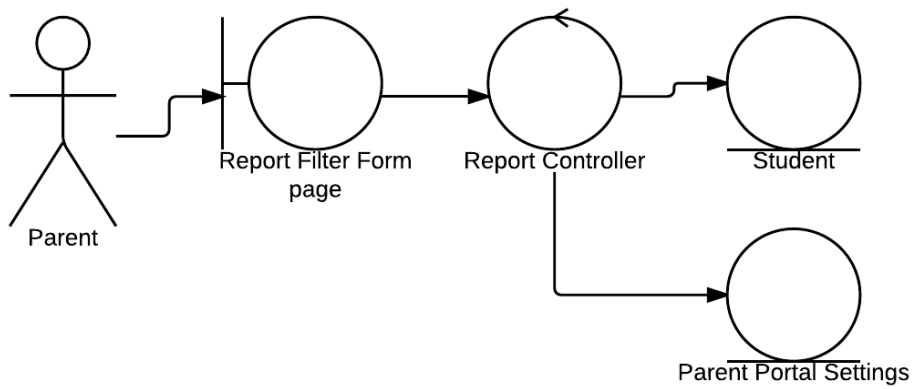 Report Filter Form
page
Report Controller
Student
Parent
Parent Portal Settings